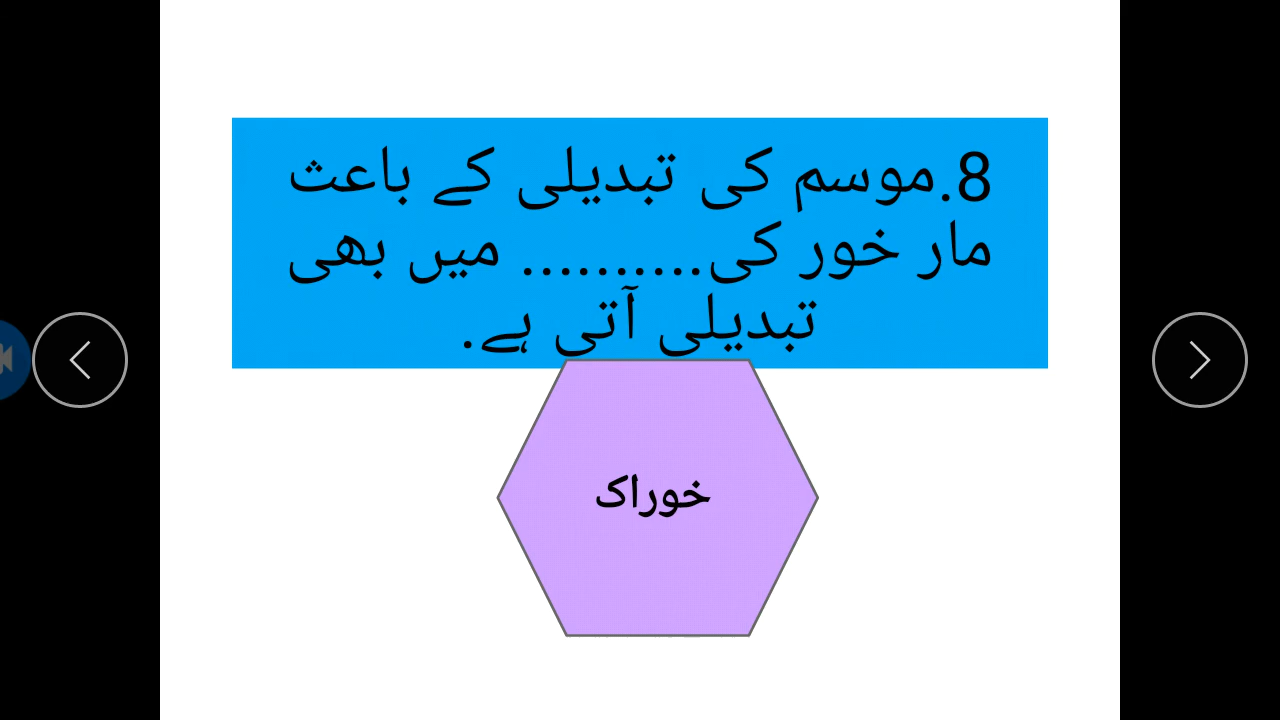 8.موسم کی تبدیلی کے باعث
مار خور کی.......... میں بھی
تبدیلی آتی ہے.
خوراک